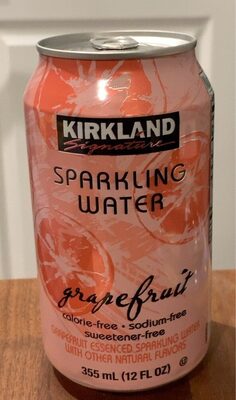 KIRKLAND
Signature
SPARKLING
WATER
grapefruit
calorie-free • sodium-free
sweetener-free
GRAPEFRUIT ESSENCED SPARKLING WATER
WITH OTHER NATURAL FLAVORS
355 mL (12 FL OZ)